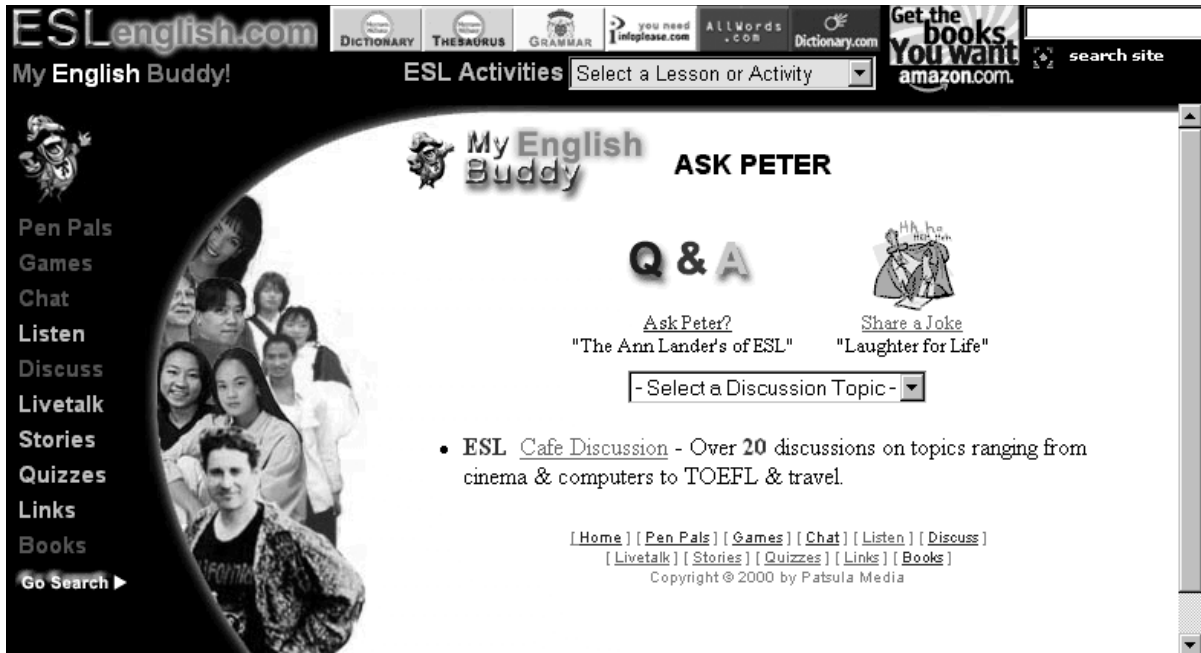 ESLenglish.com
DICTIONARY
THESAURUS
GRAMMAR
you need
infoplease.com
AllWords
.com
Dictionary.com
Get the
books
You want
amazon.com.
search site
My English Buddy!
ESL Activities Select a Lesson or Activity
My English
Buddy
ASK PETER
Pen Pals
Games
Chat
Listen
Discuss
Livetalk
Stories
Quizzes
Links
Books
Go Search
Q & A
Ask Peter?
"The Ann Lander's of ESL"
Share a Joke
"Laughter for Life"
- Select a Discussion Topic -
• ESL Cafe Discussion - Over 20 discussions on topics ranging from
cinema & computers to TOEFL & travel.
[ Home ] [ Pen Pals ] [ Games ] [ Chat ] [ Listen ] [ Discuss ]
[ Livetalk ] [ Stories ] [ Quizzes ] [ Links ] [ Books ]
Copyright © 2000 by Patsula Media